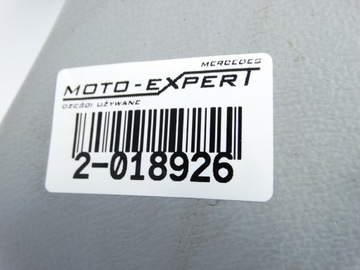 MERCEDES
MOTO-EXPERT
CZĘŚCI UŻYWANE
2-018926